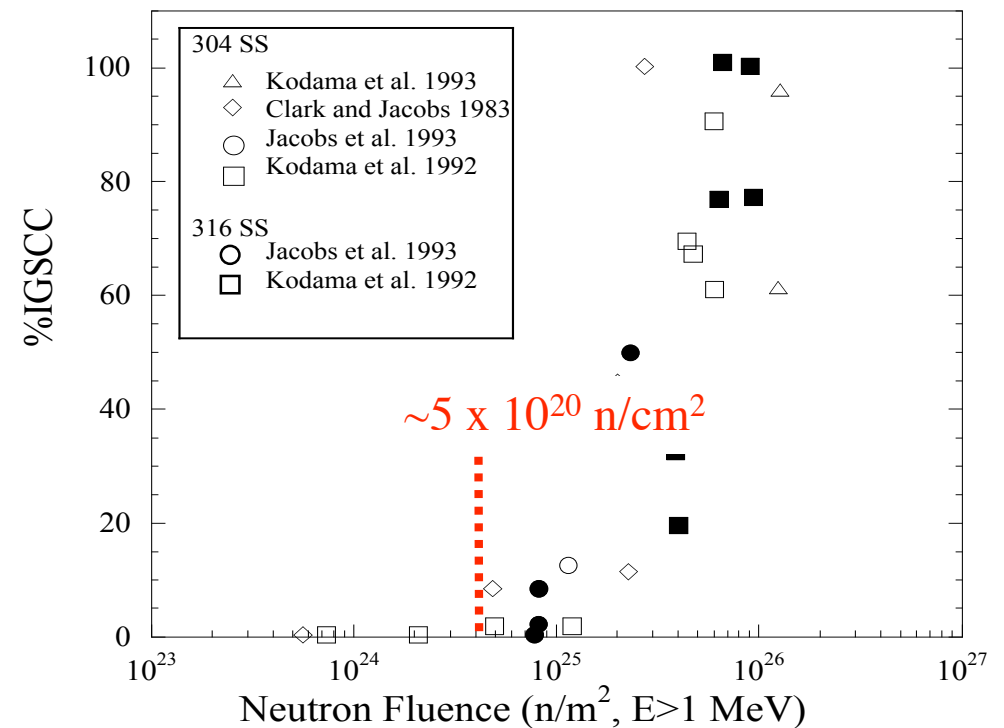 304 SS
Kodama et al. 1993
Clark and Jacobs 1983
Jacobs et al. 1993
Kodama et al. 1992
316 SS
Jacobs et al. 1993
Kodama et al. 1992
100
80
60
40
20
0
%IGSCC
~5 x 10²⁰ n/cm²
10²³
10²⁴
10²⁵
10²⁶
10²⁷
Neutron Fluence (n/m², E>1 MeV)